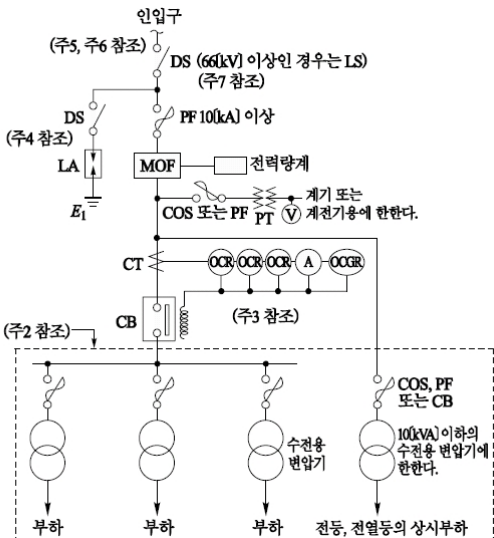 인입구
(주5, 주6 참조)
DS (66[kV] 이상인 경우는 LS)
(주7 참조)
DS
(주4 참조)
PF 10[kA] 이상
LA
MOF
전력량계
E₁
COS 또는 PF
PT
V
계기 또는
계전기용에 한한다.
CT
OCR
OCR
OCR
A
OCGR
CB
(주3 참조)
(주2 참조)
COS, PF
또는 CB
수전용
변압기
10[kVA] 이하의
수전용 변압기에
한한다.
부하
부하
부하
전등, 전열등의 상시부하